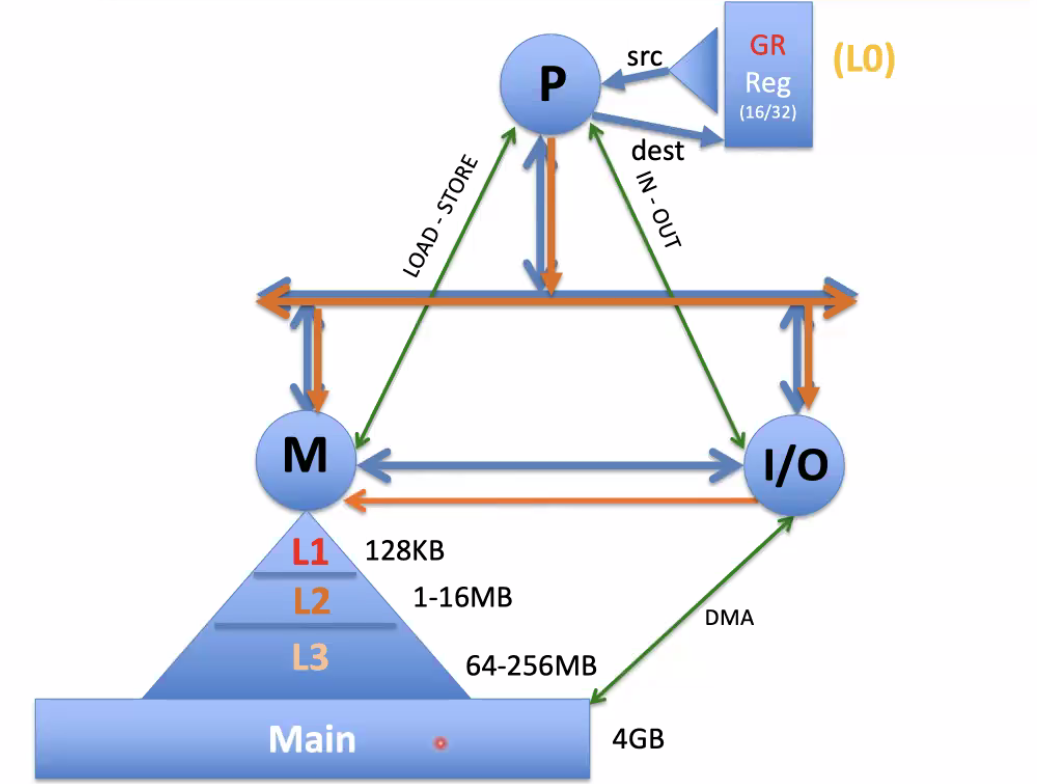 P
src
GR
Reg
(16/32)
(L0)
dest
LOAD - STORE
IN - OUT
M
I/O
L1
128KB
L2
1-16MB
L3
64-256MB
DMA
Main
4GB